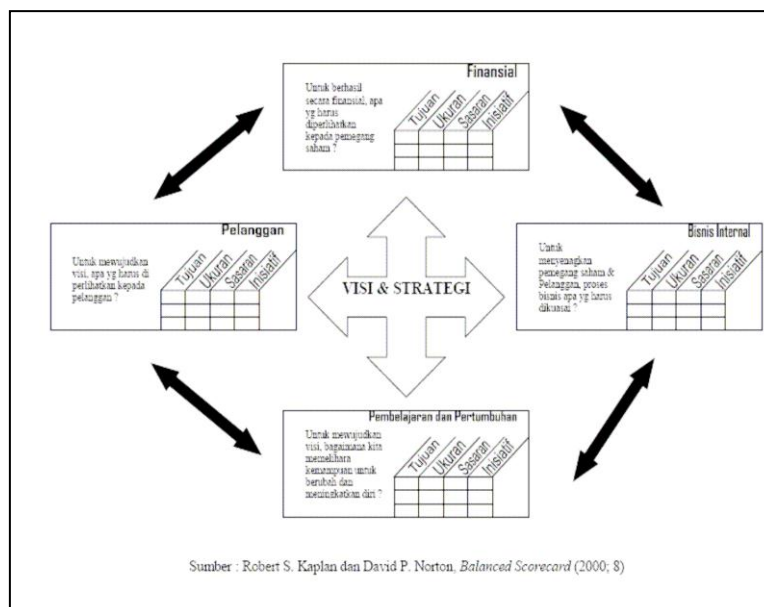 Finansial
Untuk berhasil
secara finansial, apa
yg harus
diperlihatkan
kepada pemegang
saham ?
Tujuan
Ukuran
Sasaran
Inisiatif
Pelanggan
Untuk mewujudkan
visi, apa yg harus di
perlihatkan kepada
pelanggan ?
Tujuan
Ukuran
Sasaran
Inisiatif
VISI & STRATEGI
Bisnis Internal
Untuk
menyenagkan
pemegang saham &
Pelanggan, proses
bisnis apa yg harus
dikuasai ?
Tujuan
Ukuran
Sasaran
Inisiatif
Pembelajaran dan Pertumbuhan
Untuk mewujudkan
visi, bagaimana kita
memelihara
kemampuan untuk
berubah dan
meningkatkan diri ?
Tujuan
Ukuran
Sasaran
Inisiatif
Sumber : Robert S. Kaplan dan David P. Norton, Balanced Scorecard (2000; 8)